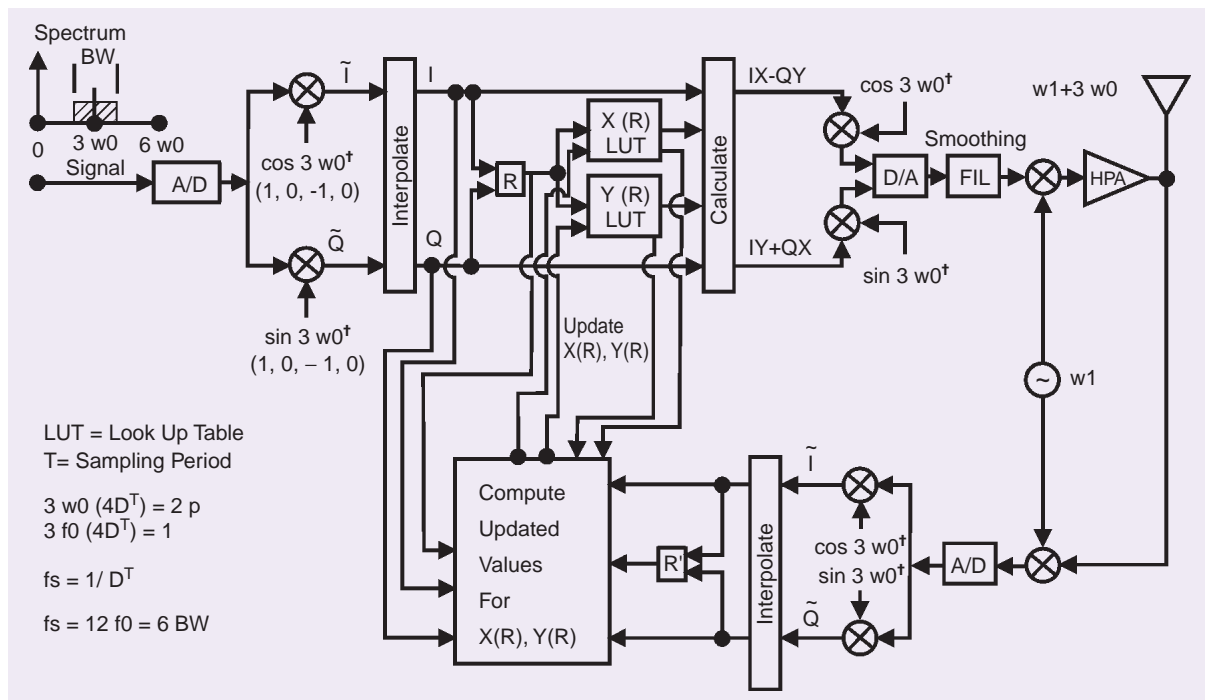 Spectrum
BW
0
3 w0
6 w0
Signal
A/D
Ĩ
cos 3 w0†
(1, 0, -1, 0)
Q̃
sin 3 w0†
(1, 0, – 1, 0)
Interpolate
I
Q
R
X (R)
LUT
Y (R)
LUT
Update
X(R), Y(R)
Calculate
IX-QY
IY+QX
cos 3 w0†
sin 3 w0†
D/A
Smoothing
FIL
w1+3 w0
HPA
~
w1
LUT = Look Up Table
T= Sampling Period
3 w0 (4D^T) = 2 p
3 f0 (4D^T) = 1
fs = 1/ D^T
fs = 12 f0 = 6 BW
Compute
Updated
Values
For
X(R), Y(R)
R'
Interpolate
Ĩ
cos 3 w0†
sin 3 w0†
Q̃
A/D